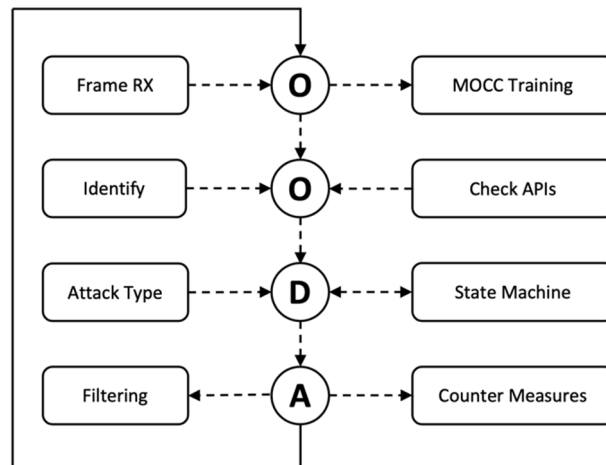 Frame RX
O
MOCC Training
Identify
O
Check APIs
Attack Type
D
State Machine
Filtering
A
Counter Measures